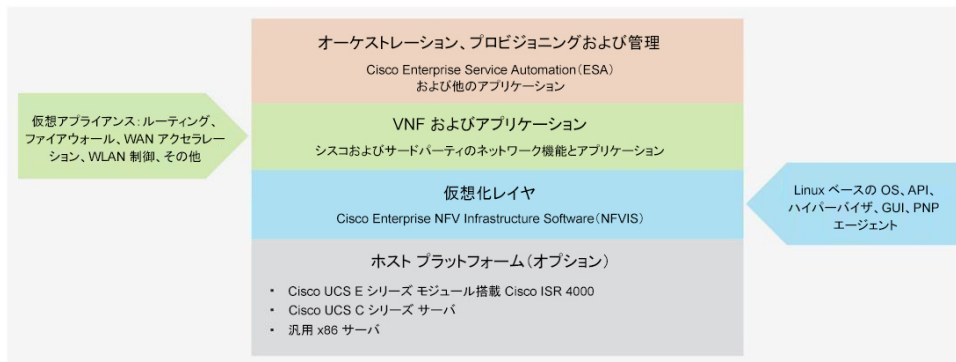 オーケストレーション、プロビジョニングおよび管理
Cisco Enterprise Service Automation（ESA）
および他のアプリケーション
仮想アプライアンス：ルーティング、
ファイアウォール、WAN アクセラレー
ション、WLAN 制御、その他
VNF およびアプリケーション
シスコおよびサードパーティのネットワーク機能とアプリケーション
仮想化レイヤ
Cisco Enterprise NFV Infrastructure Software（NFVIS）
Linux ベースの OS、API、
ハイパーバイザ、GUI、PNP
エージェント
ホスト プラットフォーム（オプション）
• Cisco UCS E シリーズ モジュール搭載 Cisco ISR 4000
• Cisco UCS C シリーズ サーバ
• 汎用 x86 サーバ